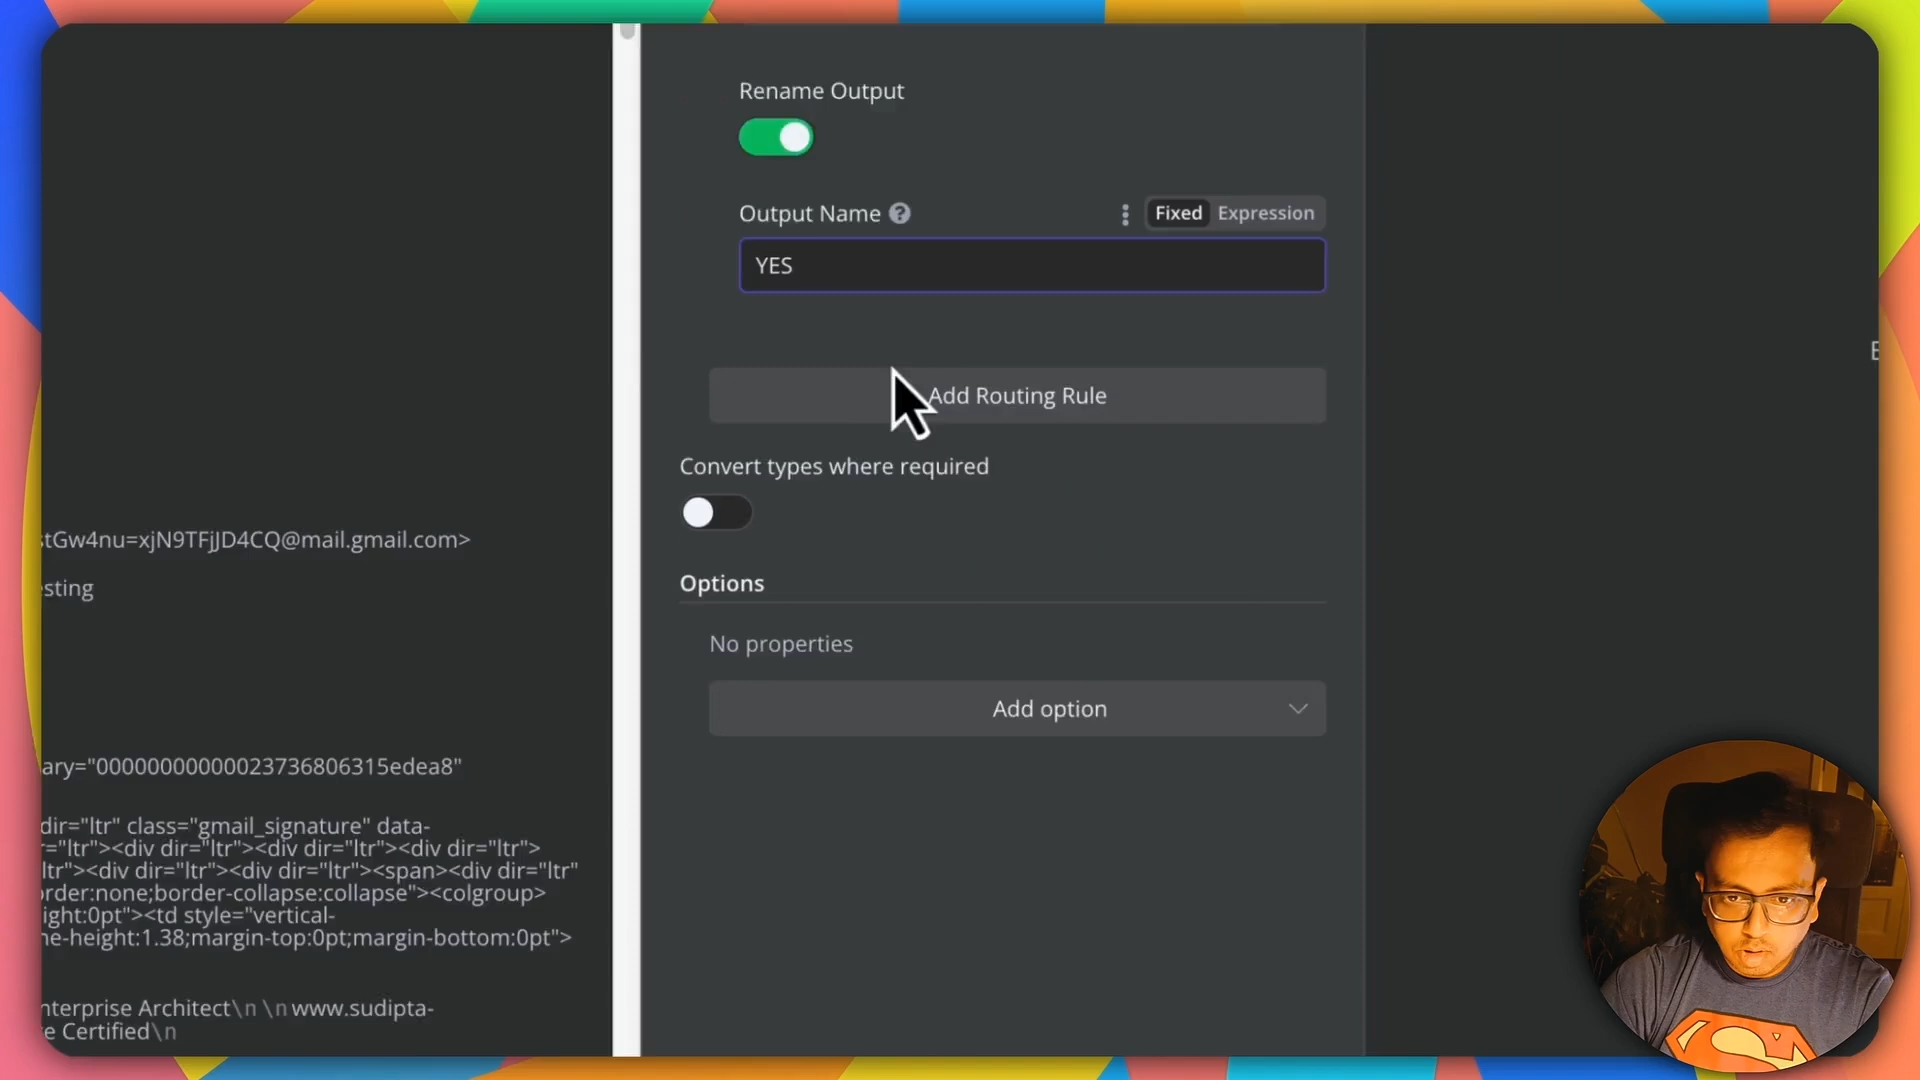 Rename Output
Output Name
Fixed Expression
YES
Add Routing Rule
Convert types where required
Options
No properties
Add option
stGw4nu=xjN9TFjJD4CQ@mail.gmail.com>
esting
ary="00000000000023736806315edea8"
dir="ltr" class="gmail_signature" data-
="ltr"><div dir="ltr"><div dir="ltr"><div dir="ltr">
ltr"><div dir="ltr"><div dir="ltr"><span><div dir="ltr"
order:none;border-collapse:collapse"><colgroup>
ight:0pt"><td style="vertical-
ne-height:1.38;margin-top:0pt;margin-bottom:0pt">
nterprise Architect\n \n www.sudipta-
e Certified\n